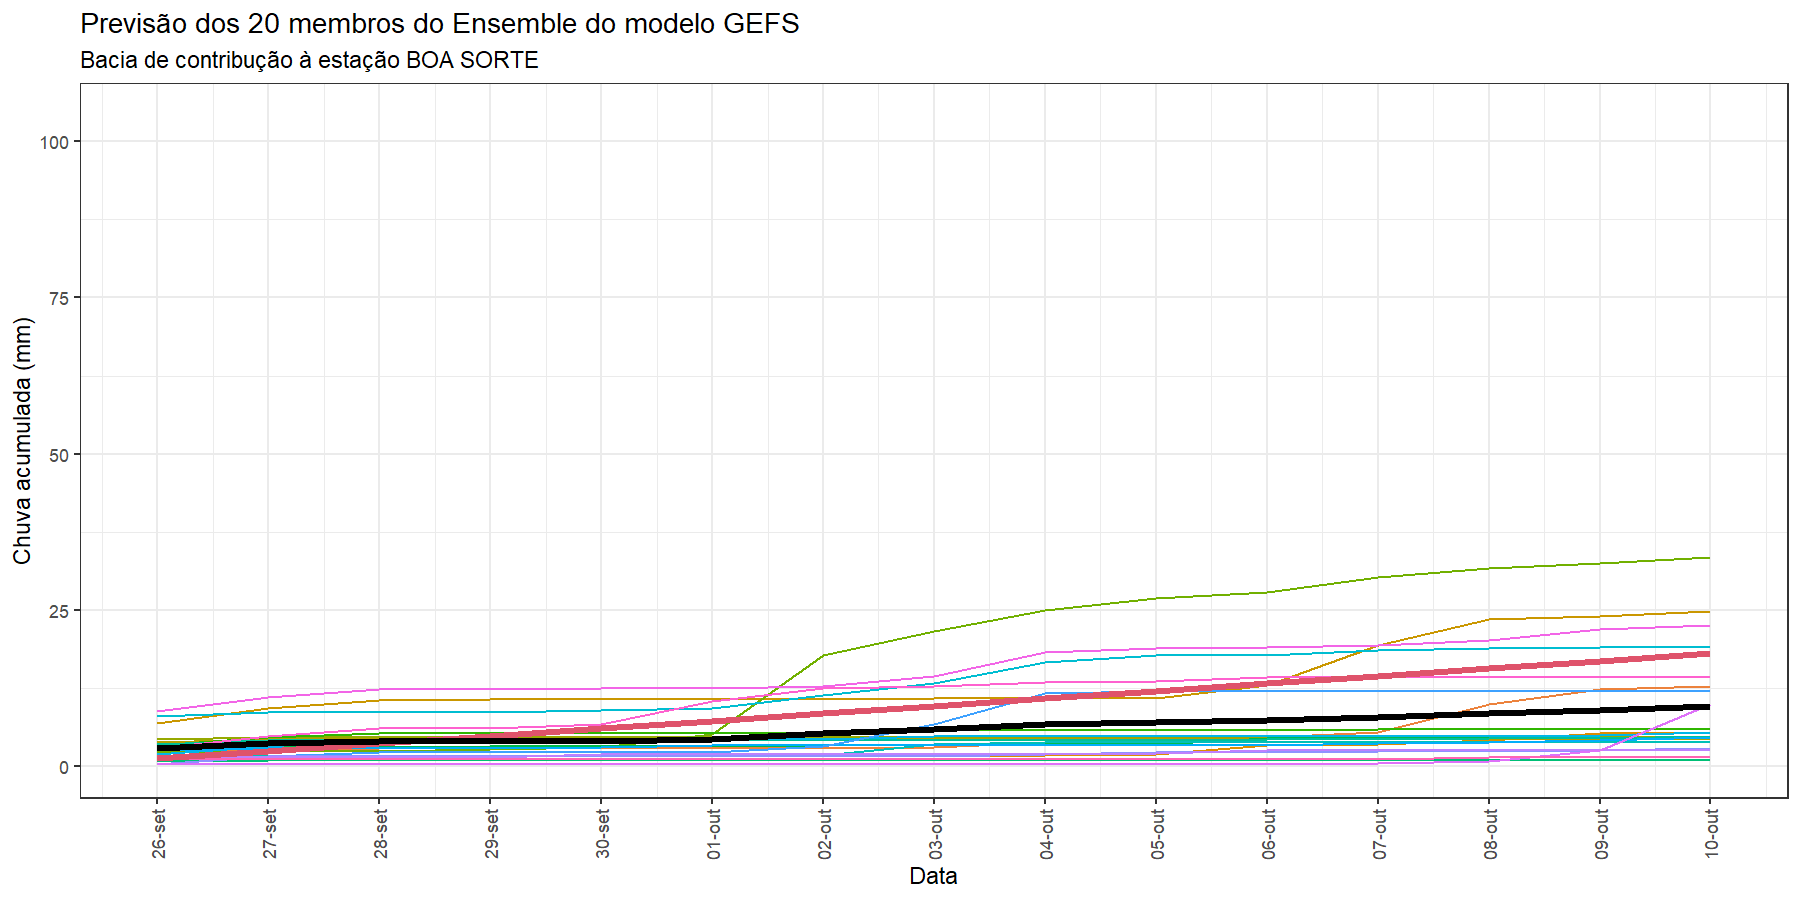 Previsão dos 20 membros do Ensemble do modelo GEFS
Bacia de contribução à estação BOA SORTE
Chuva acumulada (mm)
100
75
50
25
0
26-set
27-set
28-set
29-set
30-set
01-out
02-out
03-out
04-out
05-out
06-out
07-out
08-out
09-out
10-out
Data